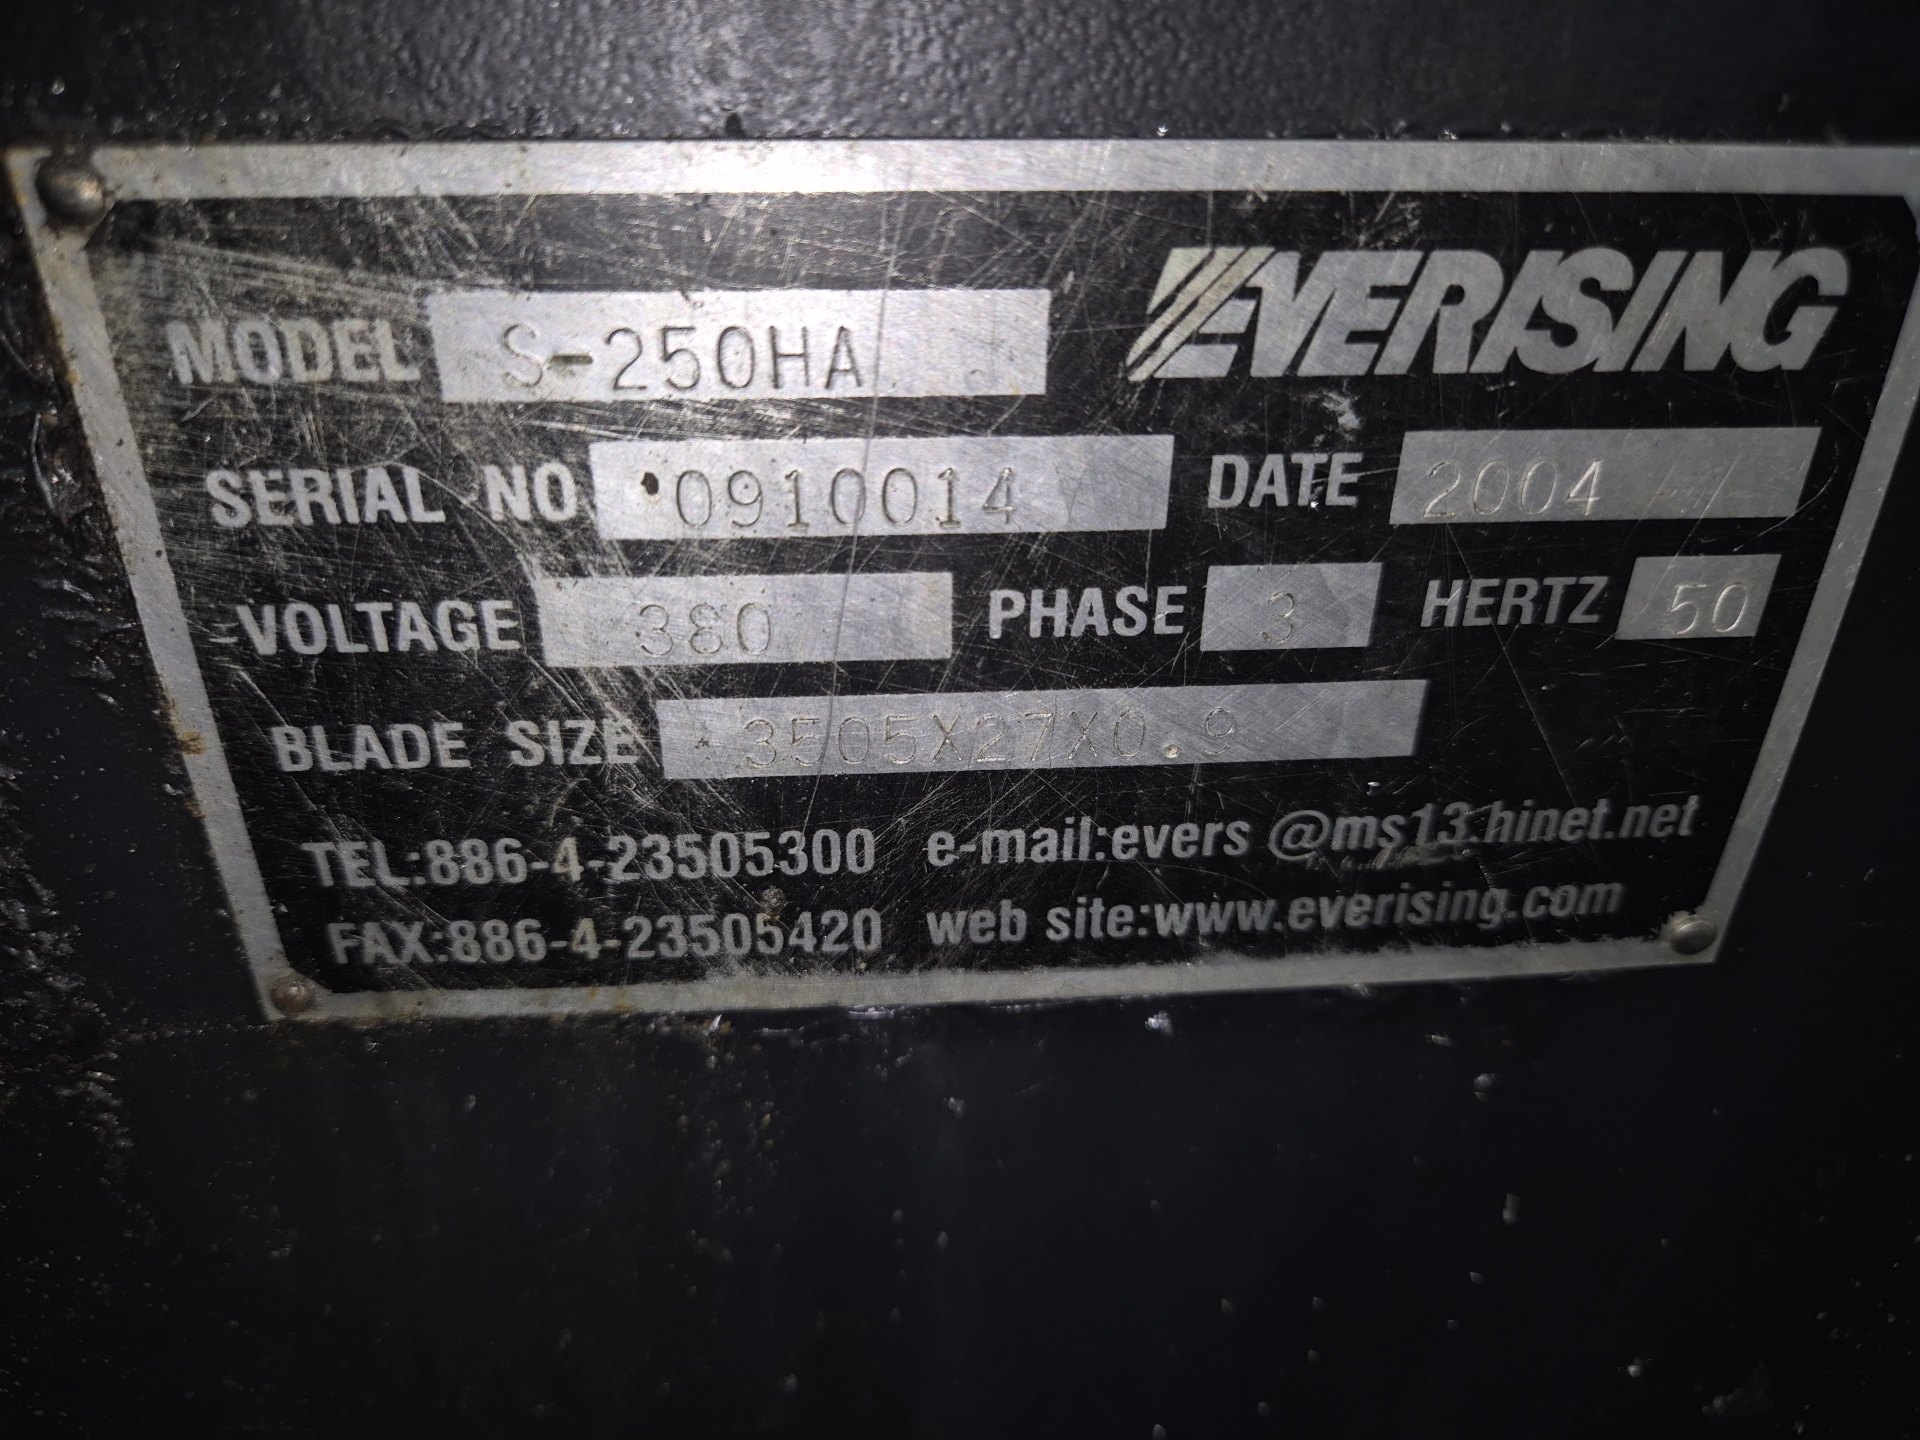 EVERISING
MODEL S-250HA
SERIAL NO 0910014 DATE 2004
VOLTAGE 380 PHASE 3 HERTZ 50
BLADE SIZE 3505X27X0.9
TEL:886-4-23505300 e-mail:evers @ms13.hinet.net
FAX:886-4-23505420 web site:www.everising.com